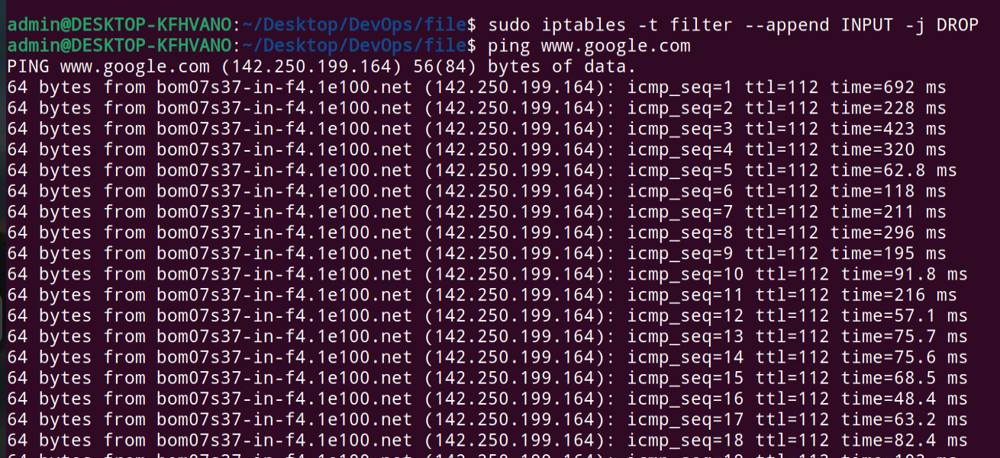 admin@DESKTOP-KFHVANO:~/Desktop/DevOps/file$ sudo iptables -t filter --append INPUT -j DROP
admin@DESKTOP-KFHVANO:~/Desktop/DevOps/file$ ping www.google.com
PING www.google.com (142.250.199.164) 56(84) bytes of data.
64 bytes from bom07s37-in-f4.1e100.net (142.250.199.164): icmp_seq=1 ttl=112 time=692 ms
64 bytes from bom07s37-in-f4.1e100.net (142.250.199.164): icmp_seq=2 ttl=112 time=228 ms
64 bytes from bom07s37-in-f4.1e100.net (142.250.199.164): icmp_seq=3 ttl=112 time=423 ms
64 bytes from bom07s37-in-f4.1e100.net (142.250.199.164): icmp_seq=4 ttl=112 time=320 ms
64 bytes from bom07s37-in-f4.1e100.net (142.250.199.164): icmp_seq=5 ttl=112 time=62.8 ms
64 bytes from bom07s37-in-f4.1e100.net (142.250.199.164): icmp_seq=6 ttl=112 time=118 ms
64 bytes from bom07s37-in-f4.1e100.net (142.250.199.164): icmp_seq=7 ttl=112 time=211 ms
64 bytes from bom07s37-in-f4.1e100.net (142.250.199.164): icmp_seq=8 ttl=112 time=296 ms
64 bytes from bom07s37-in-f4.1e100.net (142.250.199.164): icmp_seq=9 ttl=112 time=195 ms
64 bytes from bom07s37-in-f4.1e100.net (142.250.199.164): icmp_seq=10 ttl=112 time=91.8 ms
64 bytes from bom07s37-in-f4.1e100.net (142.250.199.164): icmp_seq=11 ttl=112 time=216 ms
64 bytes from bom07s37-in-f4.1e100.net (142.250.199.164): icmp_seq=12 ttl=112 time=57.1 ms
64 bytes from bom07s37-in-f4.1e100.net (142.250.199.164): icmp_seq=13 ttl=112 time=75.7 ms
64 bytes from bom07s37-in-f4.1e100.net (142.250.199.164): icmp_seq=14 ttl=112 time=75.6 ms
64 bytes from bom07s37-in-f4.1e100.net (142.250.199.164): icmp_seq=15 ttl=112 time=68.5 ms
64 bytes from bom07s37-in-f4.1e100.net (142.250.199.164): icmp_seq=16 ttl=112 time=48.4 ms
64 bytes from bom07s37-in-f4.1e100.net (142.250.199.164): icmp_seq=17 ttl=112 time=63.2 ms
64 bytes from bom07s37-in-f4.1e100.net (142.250.199.164): icmp_seq=18 ttl=112 time=82.4 ms